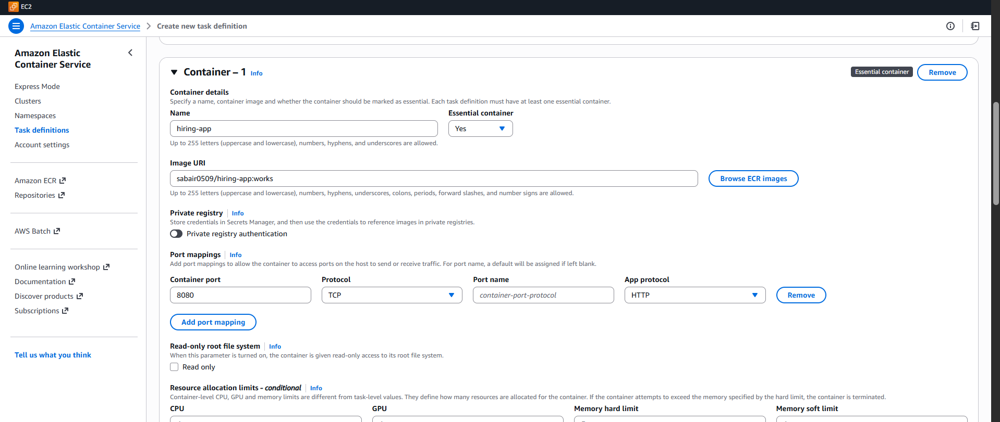 EC2
Amazon Elastic Container Service > Create new task definition
Amazon Elastic
Container Service
Express Mode
Clusters
Namespaces
Task definitions
Account settings
Amazon ECR
Repositories
AWS Batch
Online learning workshop
Documentation
Discover products
Subscriptions
Tell us what you think
Container – 1 Info
Essential container Remove
Container details
Specify a name, container image and whether the container should be marked as essential. Each task definition must have at least one essential container.
Name Essential container
hiring-app Yes
Up to 255 letters (uppercase and lowercase), numbers, hyphens, and underscores are allowed.
Image URI
sabair0509/hiring-app:works Browse ECR images
Up to 255 letters (uppercase and lowercase), numbers, hyphens, underscores, colons, periods, forward slashes, and number signs are allowed.
Private registry Info
Store credentials in Secrets Manager, and then use the credentials to reference images in private registries.
Private registry authentication
Port mappings Info
Add port mappings to allow the container to access ports on the host to send or receive traffic. For port name, a default will be assigned if left blank.
Container port Protocol Port name App protocol
8080 TCP container-port-protocol HTTP Remove
Add port mapping
Read-only root file system Info
When this parameter is turned on, the container is given read-only access to its root file system.
Read only
Resource allocation limits - conditional Info
Container-level CPU, GPU and memory limits are different from task-level values. They define how many resources are allocated for the container. If the container attempts to exceed the memory specified by the hard limit, the container is terminated.
CPU GPU Memory hard limit Memory soft limit